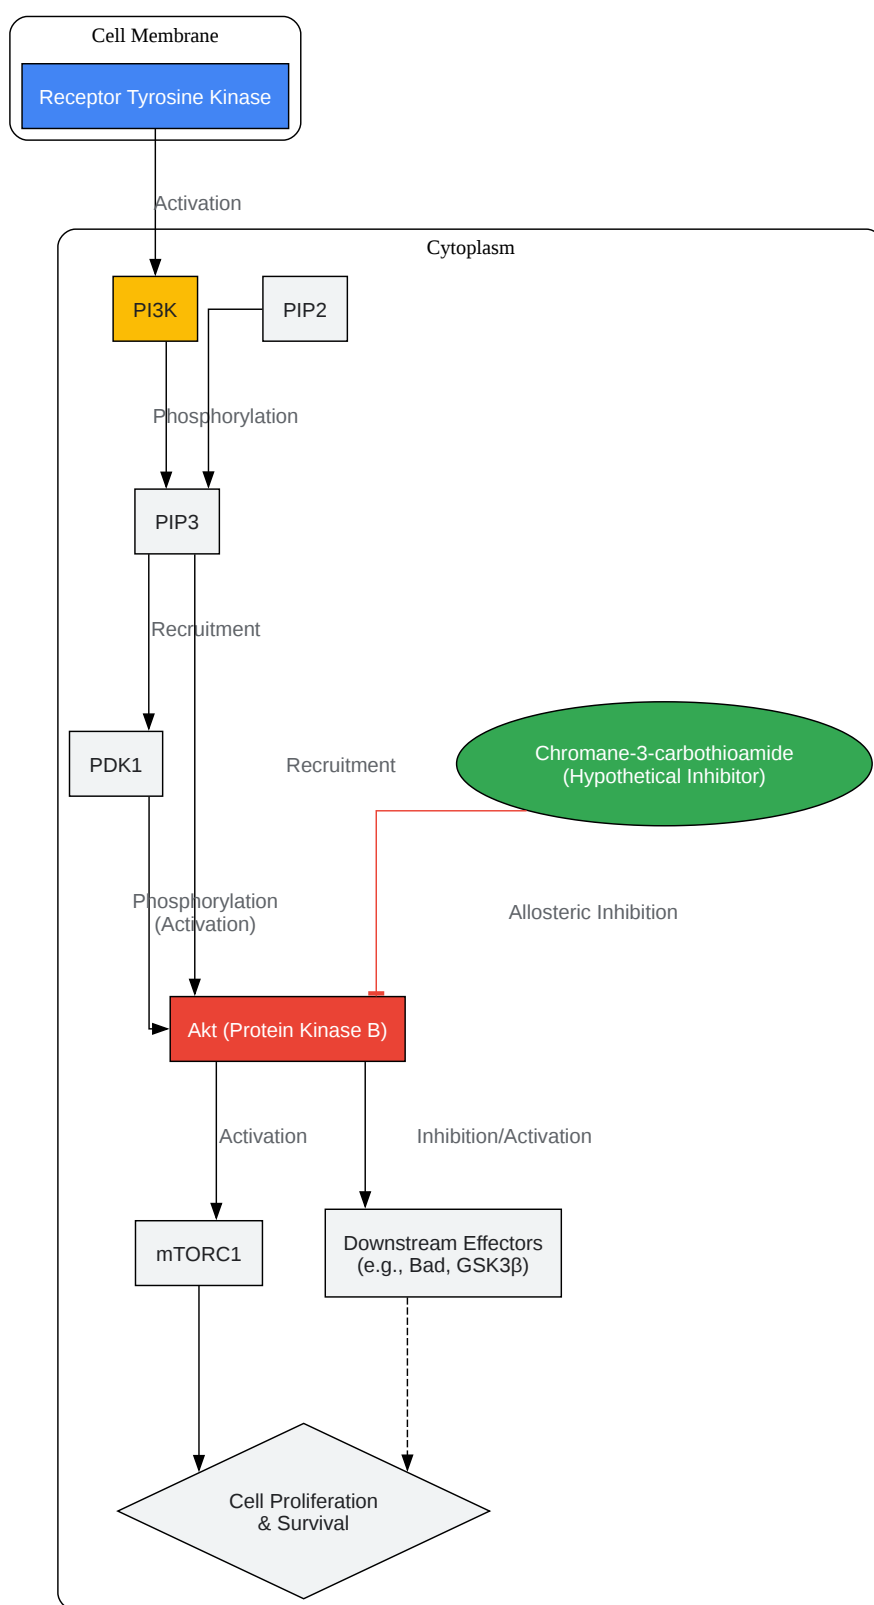 Cell Membrane
Receptor Tyrosine Kinase
Activation
Cytoplasm
PI3K
PIP2
Phosphorylation
PIP3
Recruitment
PDK1
Recruitment
Chromane-3-carbothioamide
(Hypothetical Inhibitor)
Phosphorylation
(Activation)
Allosteric Inhibition
Akt (Protein Kinase B)
Activation
Inhibition/Activation
mTORC1
Downstream Effectors
(e.g., Bad, GSK3β)
Cell Proliferation
& Survival